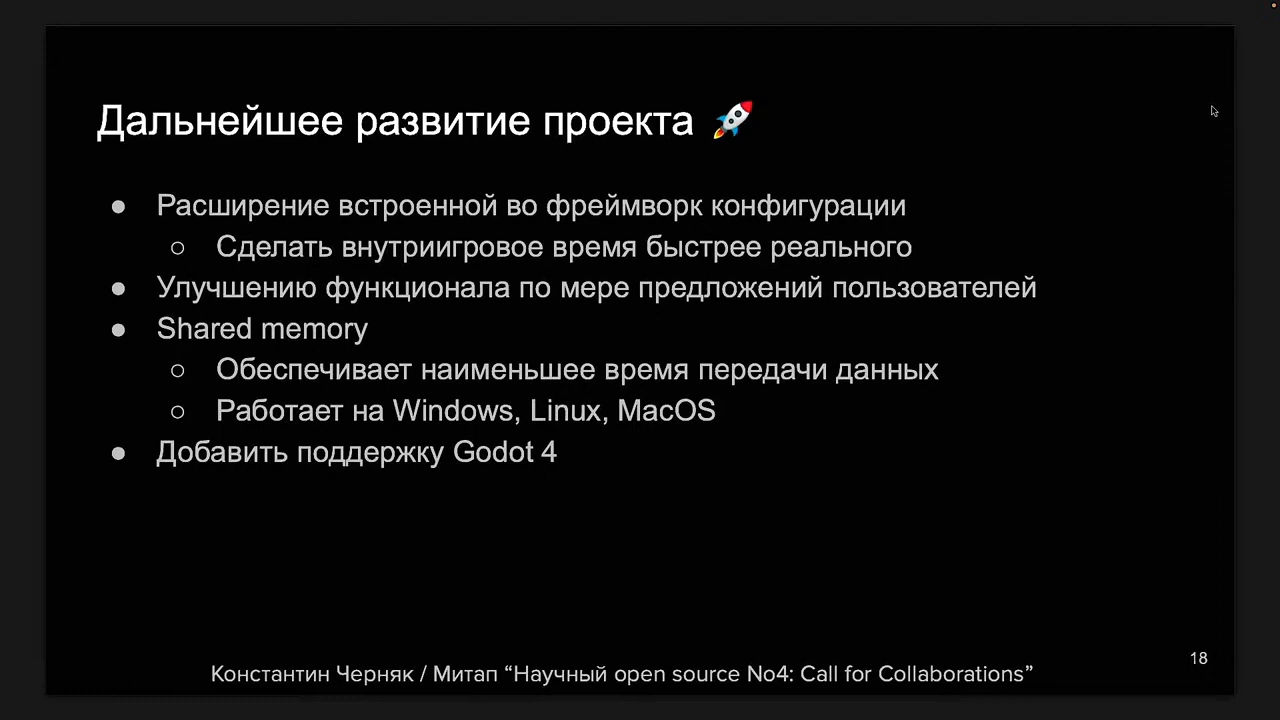 Дальнейшее развитие проекта 🚀
● Расширение встроенной во фреймворк конфигурации
○ Сделать внутриигровое время быстрее реального
● Улучшению функционала по мере предложений пользователей
● Shared memory
○ Обеспечивает наименьшее время передачи данных
○ Работает на Windows, Linux, MacOS
● Добавить поддержку Godot 4
18
Константин Черняк / Митап “Научный open source No4: Call for Collaborations”